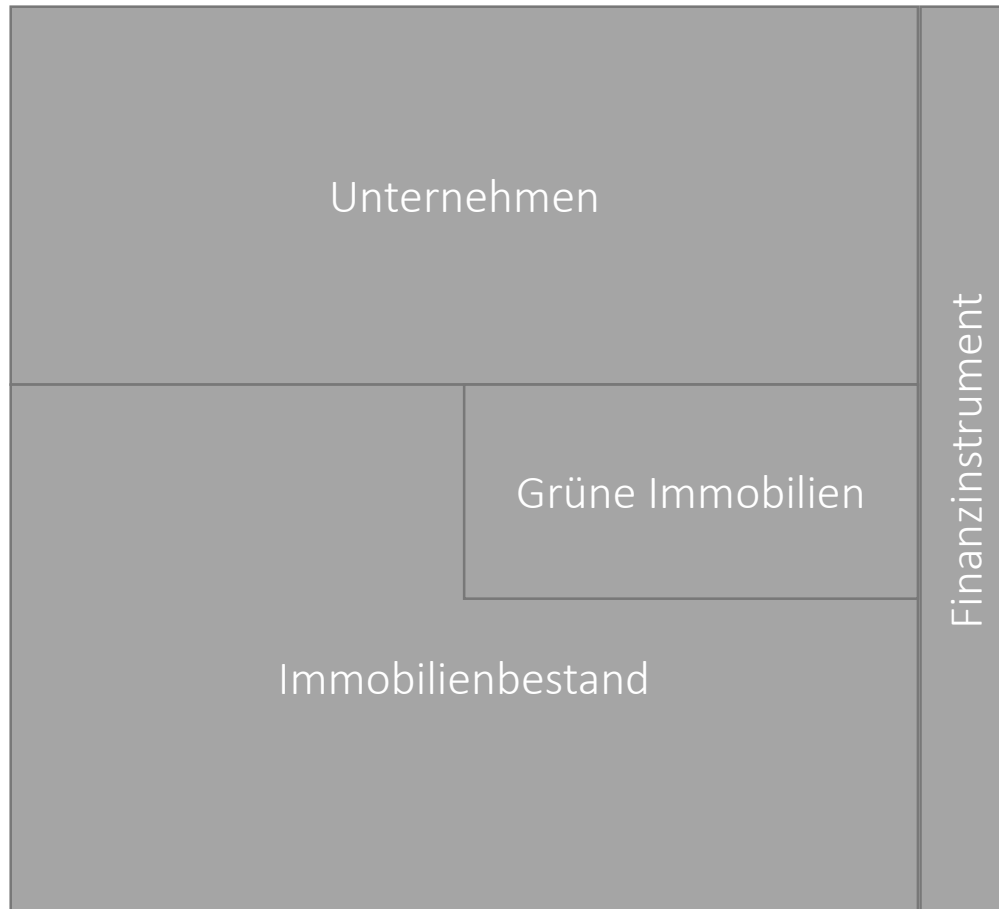 Unternehmen
Grüne Immobilien
Immobilienbestand
Finanzinstrument